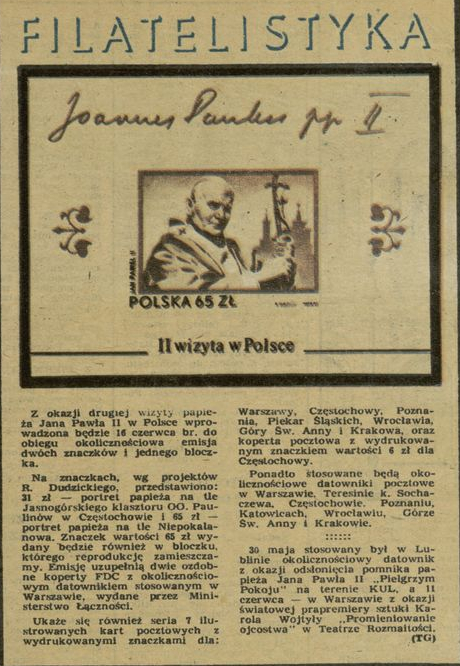 FILATELISTYKA
Joannes Paulus pp II
JAN PAWEŁ II
POLSKA 65 ZŁ
II wizyta w Polsce
Z okazji drugiej wizyty papie-
ża Jana Pawła II w Polsce wpro-
wadzona będzie 16 czerwca br. do
obiegu okolicznościowa emisja
dwóch znaczków i jednego blocz-
ka.
Na znaczkach, wg projektów
R. Dudzickiego, przedstawiono:
31 zł — portret papieża na tle
Jasnogórskiego klasztoru OO. Pau-
linów w Częstochowie i 65 zł —
portret papieża na tle Niepokala-
nowa. Znaczek wartości 65 zł wy-
dany będzie również w bloczku,
którego reprodukcję zamieszcza-
my. Emisję uzupełnią dwie ozdob-
ne koperty FDC z okolicznościo-
wym datownikiem stosowanym w
Warszawie, wydane przez Mini-
sterstwo Łączności.
Ukaże się również seria 7 ilu-
strowanych kart pocztowych z
wydrukowanymi znaczkami dla:
Warszawy, Częstochowy, Pozna-
nia, Piekar Śląskich, Wrocławia,
Góry Św. Anny i Krakowa, oraz
koperta pocztowa z wydrukowa-
nym znaczkiem wartości 6 zł dla
Częstochowy.
Ponadto stosowane będą oko-
licznościowe datowniki pocztowe
w Warszawie, Teresinie k. Socha-
czewa, Częstochowie, Poznaniu,
Katowicach, Wrocławiu, Górze
Św. Anny i Krakowie.
::::::
30 maja stosowany był w Lu-
blinie okolicznościowy datownik
z okazji odsłonięcia pomnika pa-
pieża Jana Pawła II „Pielgrzym
Pokoju" na terenie KUL, a 11
czerwca — w Warszawie z okazji
światowej prapremiery sztuki Ka-
rola Wojtyły „Promieniowanie
ojcostwa" w Teatrze Rozmaitości.
(TG)